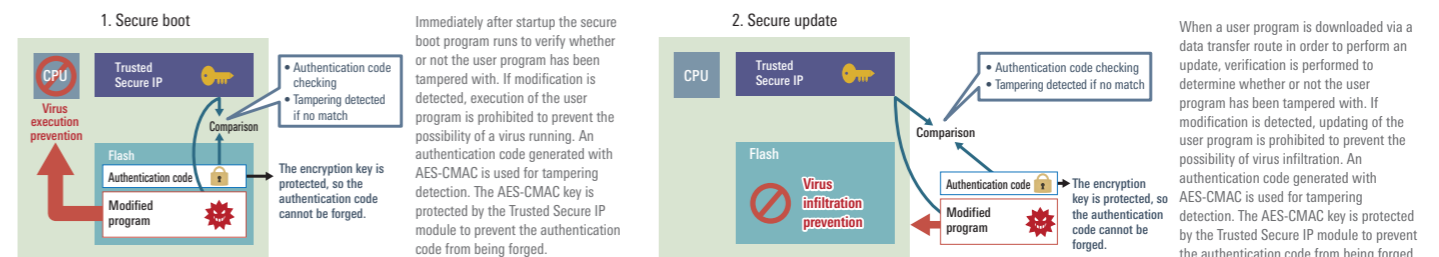 1. Secure boot
CPU
Trusted
Secure IP
• Authentication code
checking
• Tampering detected
if no match
Virus
execution
prevention
Comparison
Flash
Authentication code
Modified
program
The encryption key is
protected, so the
authentication code
cannot be forged.
Immediately after startup the secure
boot program runs to verify whether
or not the user program has been
tampered with. If modification is
detected, execution of the user
program is prohibited to prevent the
possibility of a virus running. An
authentication code generated with
AES-CMAC is used for tampering
detection. The AES-CMAC key is
protected by the Trusted Secure IP
module to prevent the authentication
code from being forged.
2. Secure update
CPU
Trusted
Secure IP
• Authentication code checking
• Tampering detected if no match
Comparison
Flash
Virus
infiltration
prevention
Authentication code
Modified
program
The encryption
key is protected, so
the authentication
code cannot be
forged.
When a user program is downloaded via a
data transfer route in order to perform an
update, verification is performed to
determine whether or not the user
program has been tampered with. If
modification is detected, updating of the
user program is prohibited to prevent the
possibility of virus infiltration. An
authentication code generated with
AES-CMAC is used for tampering
detection. The AES-CMAC key is protected
by the Trusted Secure IP module to prevent
the authentication code from being forged